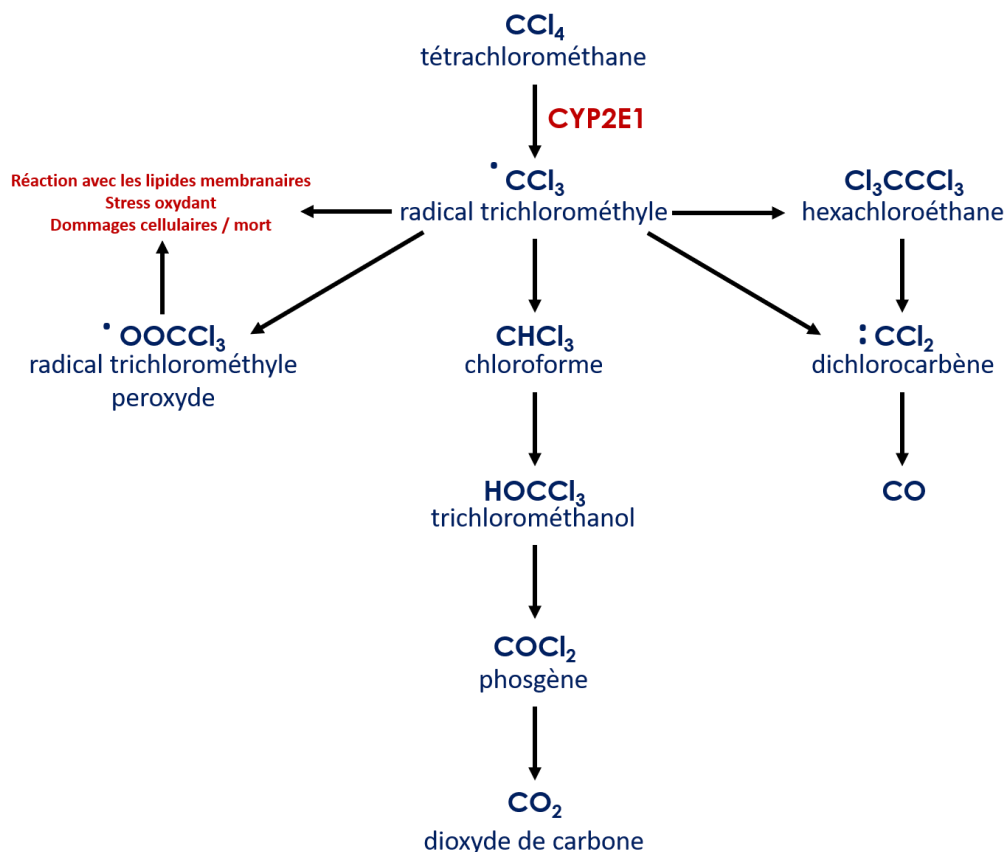 CCl₄
tétrachlorométhane
CYP2E1
Réaction avec les lipides membranaires
Stress oxydant
Dommages cellulaires / mort
•CCl₃
radical trichlorométhyle
Cl₃CCCl₃
hexachloroéthane
•OOCCl₃
radical trichlorométhyle
peroxyde
CHCl₃
chloroforme
:CCl₂
dichlorocarbène
HOCCl₃
trichlorométhanol
CO
COCl₂
phosgène
CO₂
dioxyde de carbone